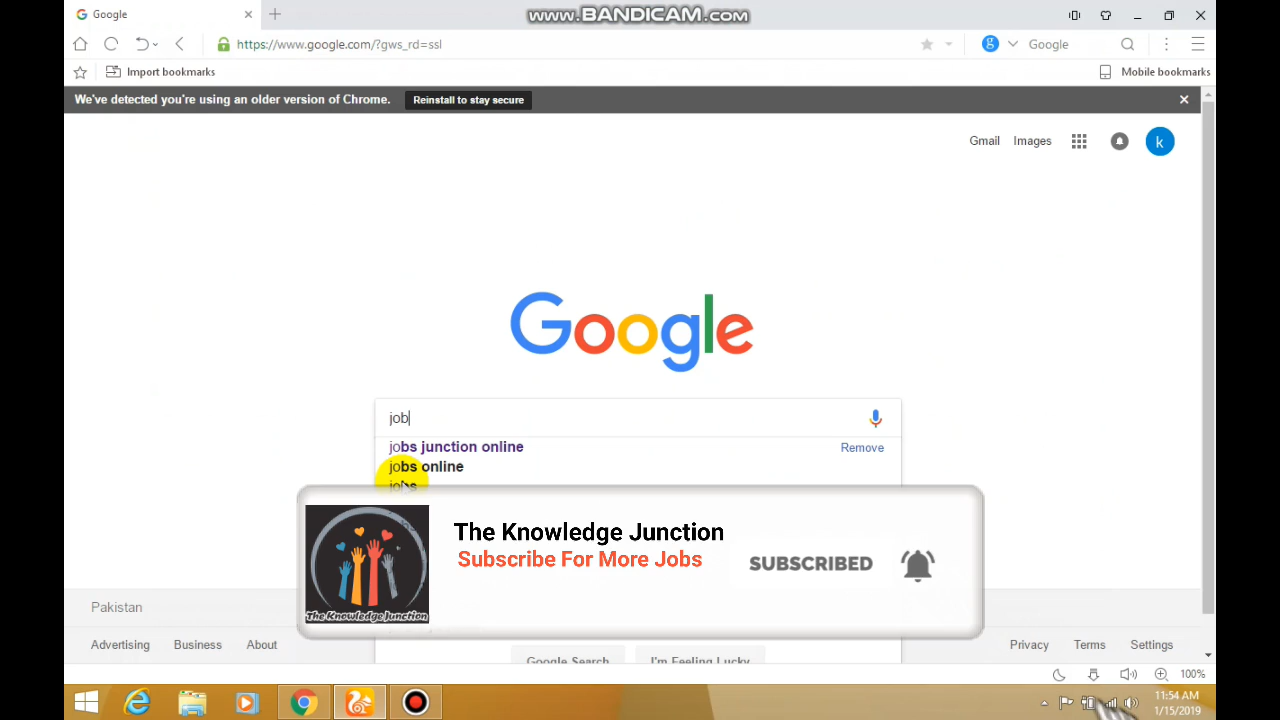 Google
www.BANDICAM.com
https://www.google.com/?gws_rd=ssl
Google
Import bookmarks
Mobile bookmarks
We've detected you're using an older version of Chrome.
Reinstall to stay secure
Gmail
Images
k
Google
job
jobs junction online
Remove
jobs online
jobs
The Knowledge Junction
Subscribe For More Jobs
SUBSCRIBED
The Knowledge Junction
Pakistan
Advertising
Business
About
Privacy
Terms
Settings
Google Search
I'm Feeling Lucky
100%
11:54 AM
1/15/2019